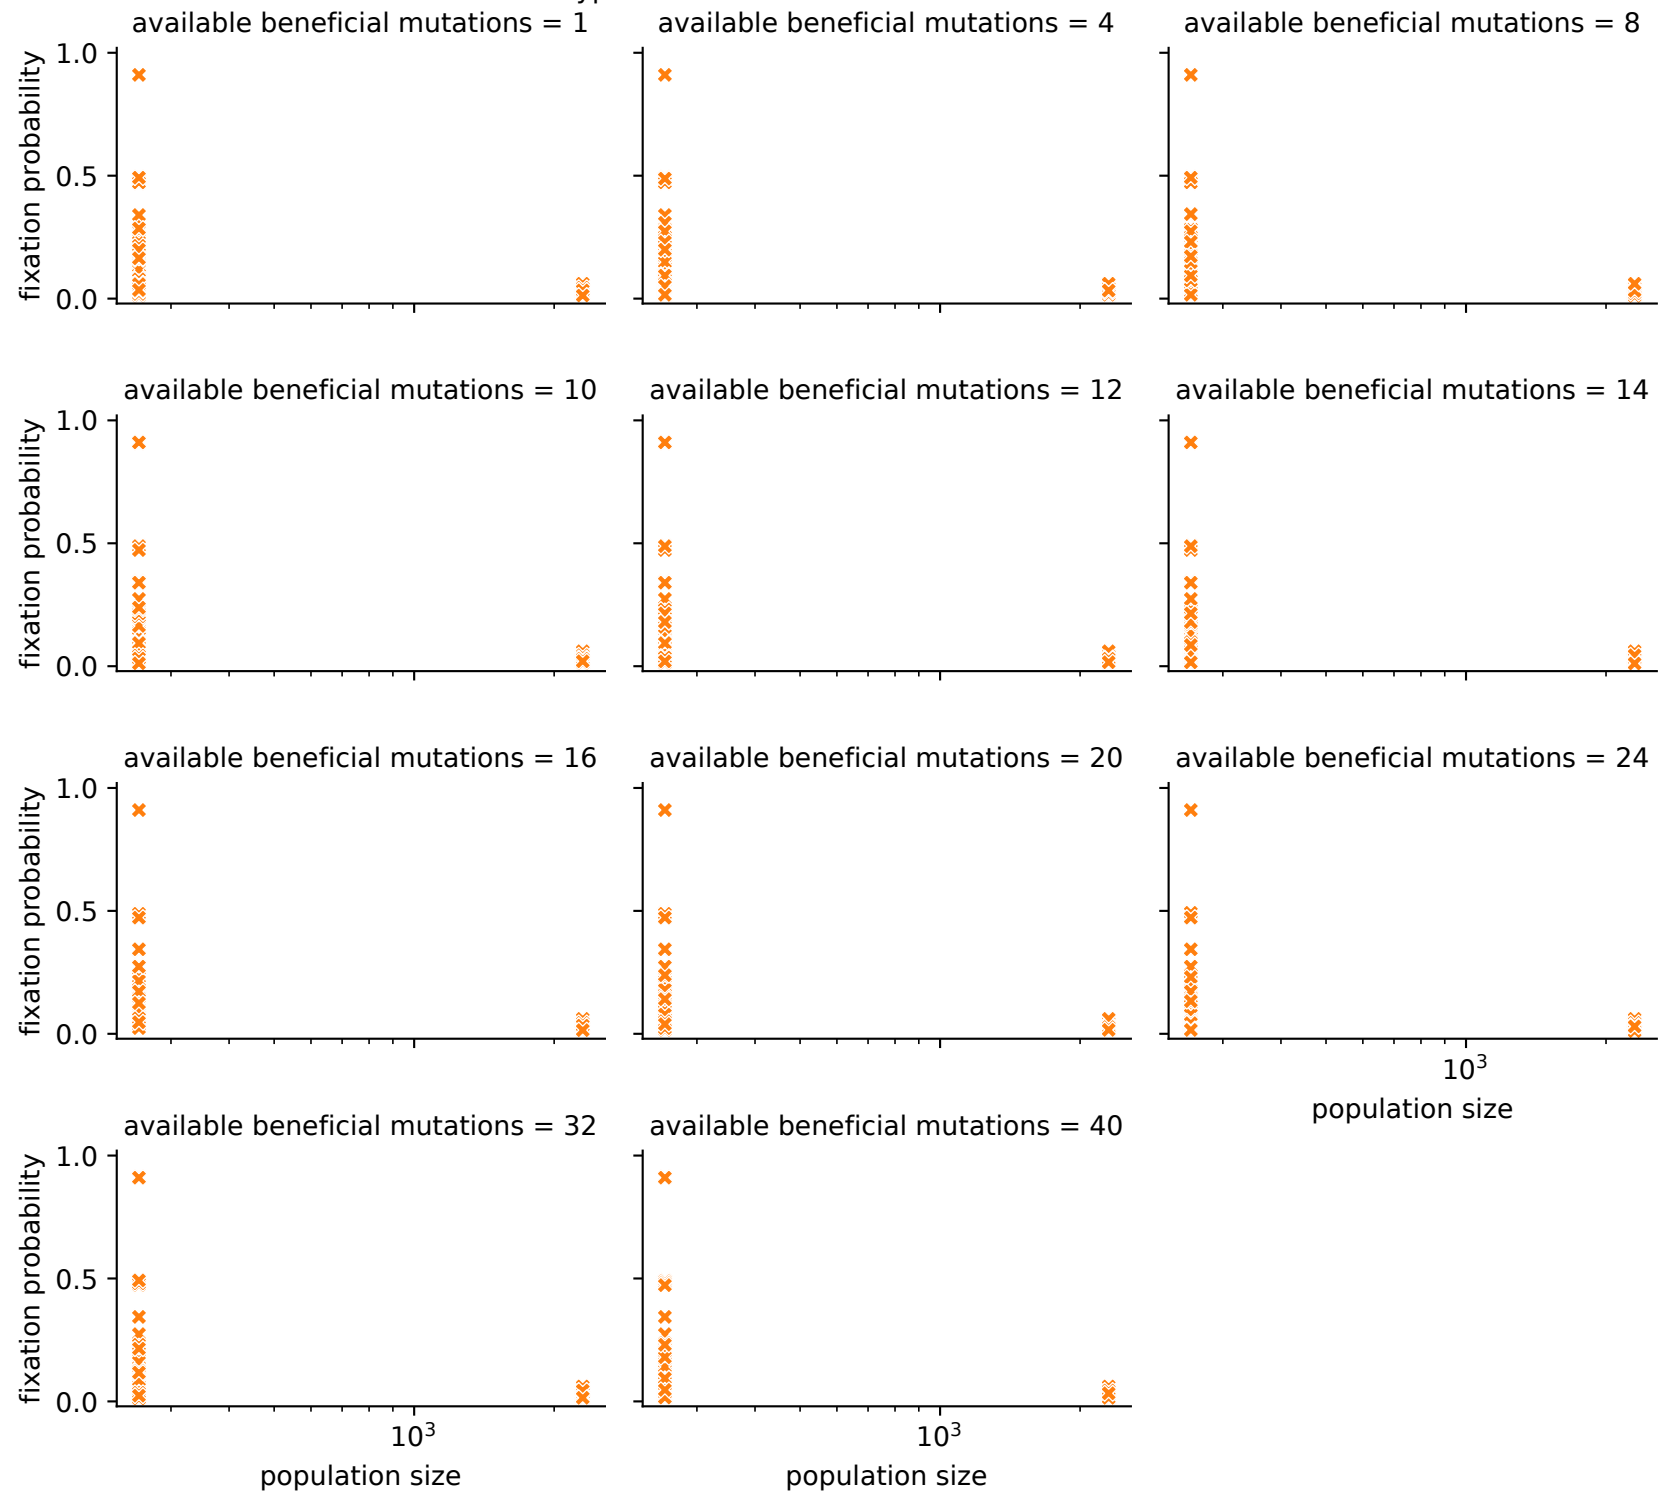 available beneficial mutations = 1
available beneficial mutations = 4
available beneficial mutations = 8
1.0
0.5
0.0
fixation probability
available beneficial mutations = 10
available beneficial mutations = 12
available beneficial mutations = 14
1.0
0.5
0.0
fixation probability
available beneficial mutations = 16
available beneficial mutations = 20
available beneficial mutations = 24
1.0
0.5
0.0
fixation probability
10³
population size
available beneficial mutations = 32
available beneficial mutations = 40
1.0
0.5
0.0
fixation probability
10³
10³
population size
population size